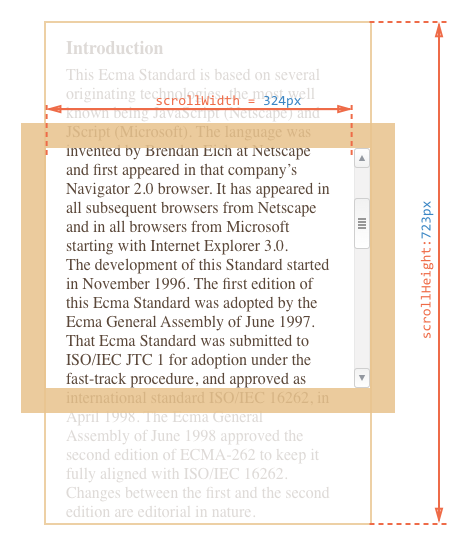 Introduction
This Ecma Standard is based on several
originating technologies, the most well
scrollWidth = 324px
known being JavaScript (Netscape) and
JScript (Microsoft). The language was
invented by Brendan Eich at Netscape
and first appeared in that company’s
Navigator 2.0 browser. It has appeared in
all subsequent browsers from Netscape
and in all browsers from Microsoft
starting with Internet Explorer 3.0.
The development of this Standard started
in November 1996. The first edition of
this Ecma Standard was adopted by the
Ecma General Assembly of June 1997.
That Ecma Standard was submitted to
ISO/IEC JTC 1 for adoption under the
fast-track procedure, and approved as
international standard ISO/IEC 16262, in
April 1998. The Ecma General
Assembly of June 1998 approved the
second edition of ECMA-262 to keep it
fully aligned with ISO/IEC 16262.
Changes between the first and the second
edition are editorial in nature.
scrollHeight:723px